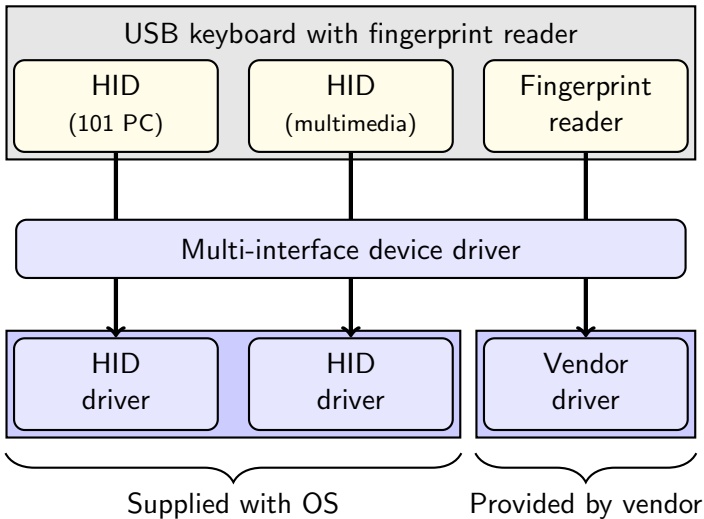 USB keyboard with fingerprint reader
HID
(101 PC)
HID
(multimedia)
Fingerprint
reader
Multi-interface device driver
HID
driver
HID
driver
Vendor
driver
Supplied with OS
Provided by vendor